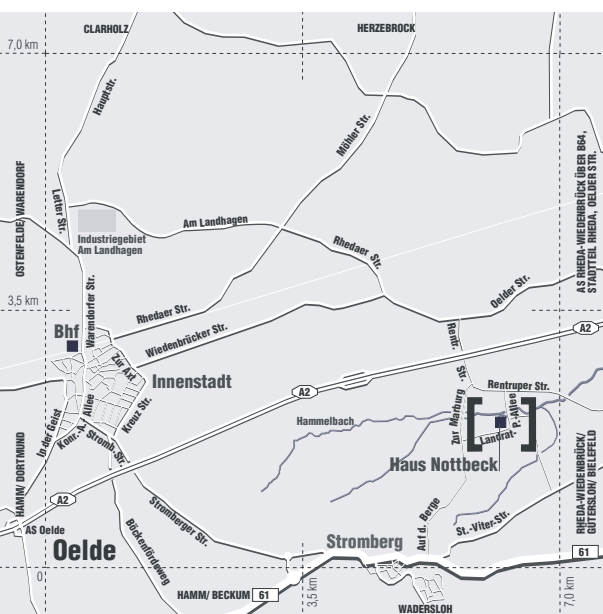 CLARHOLZ
HERZEBROCK
7,0 km
Hauptstr.
Möhler Str.
OSTENFELDE/WARENDORF
Letter Str.
Am Landhagen
Industriegebiet
Am Landhagen
Rhedaer Str.
AS RHEDA-WIEDENBRÜCK ÜBER B64,
STADTTEIL RHEDA, OELDER STR.
3,5 km
Warendorfer Str.
Rhedaer Str.
Oelder Str.
Bhf
Wiedenbrücker Str.
Rentr. Str.
A2
Zur Axt
Innenstadt
A2
Rentruper Str.
In der Geist
Konr.-A.-Allee
Kreuz Str.
Stromb.-Str.
Hammelbach
Zur Marburg
Landrat-
P.-Allee
Haus Nottbeck
HAMM/ DORTMUND
A2
RHEDA-WIEDENBRÜCK/
GÜTERSLOH/ BIELEFELD
AS Oelde
Oelde
Stromberger Str.
Böckenfördeweg
Stromberg
Auf d. Berge
St.-Viter-Str.
61
0
HAMM/ BECKUM 61
3,5 km
WADERSLOH
7,0 km